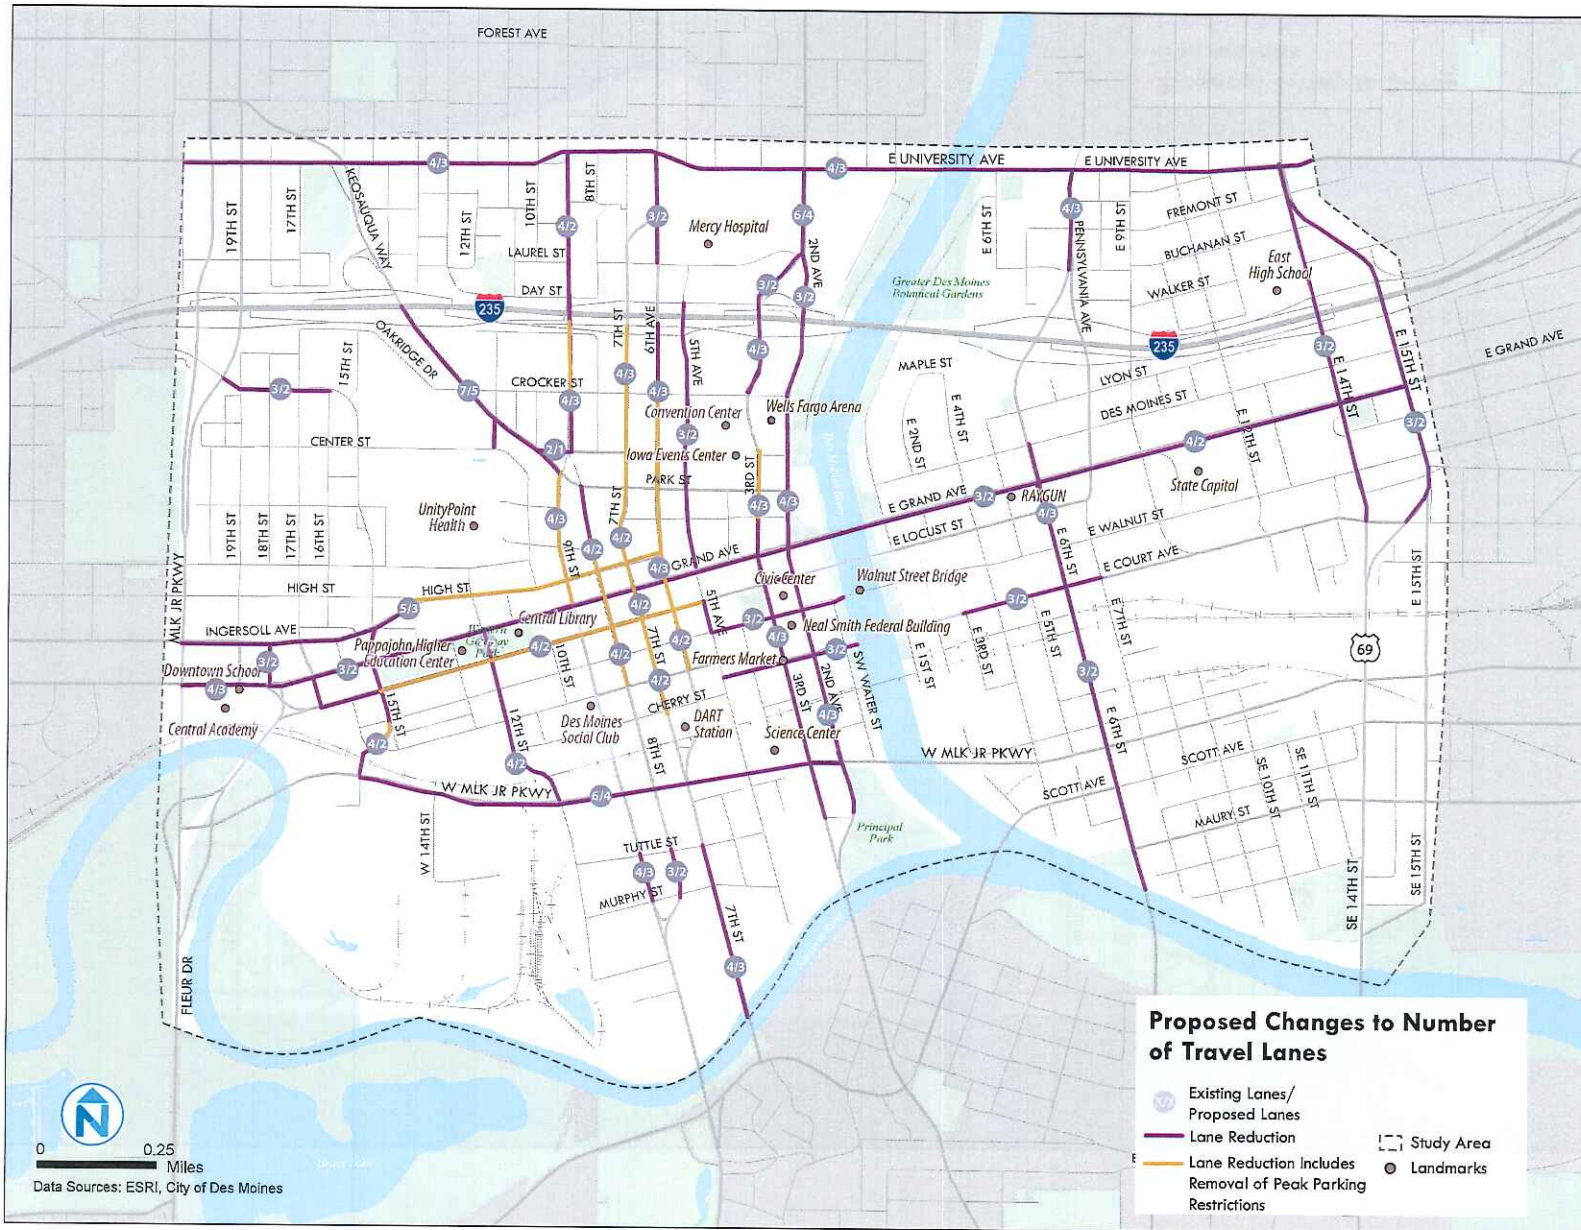 FOREST AVE
4/3
4/3
E UNIVERSITY AVE
E UNIVERSITY AVE
KEOSAUQUA WAY
19TH ST
17TH ST
12TH ST
10TH ST
8TH ST
4/2
3/2
6/4
4/3
Mercy Hospital
2ND AVE
E 6TH ST
PENNSYLVANIA AVE
E 9TH ST
FREMONT ST
BUCHANAN ST
WALKER ST
East
High School
LAUREL ST
DAY ST
235
3/2
3/2
Greater Des Moines
Botanical Gardens
OAKRIDGE DR
15TH ST
7TH ST
6TH AVE
5TH AVE
4/3
235
3/2
E 14TH ST
E 15TH ST
E GRAND AVE
MAPLE ST
LYON ST
DES MOINES ST
3/2
7/5
CROCKER ST
4/3
4/3
4/3
Convention Center
Wells Fargo Arena
E 2ND ST
E 4TH ST
E 12TH ST
3/2
CENTER ST
2/1
3/2
Iowa Events Center
PARK ST
3RD ST
Des Moines River
4/2
State Capital
UnityPoint
Health
4/3
9TH ST
7TH ST
4/2
4/2
4/3
4/3
E GRAND AVE
3/2
RAYGUN
4/3
E LOCUST ST
E WALNUT ST
E COURT AVE
E 6TH ST
19TH ST
18TH ST
17TH ST
16TH ST
MLK JR PKWY
HIGH ST
HIGH ST
5/3
4/3
GRAND AVE
Civic Center
Walnut Street Bridge
3/2
E 15TH ST
INGERSOLL AVE
Central Library
4/2
5TH AVE
3/2
4/3
Neal Smith Federal Building
E 1ST ST
E 3RD ST
E 5TH ST
E 7TH ST
69
Pappajohn Higher
Education Center
Western
Gateway
Park
4/2
10TH ST
4/2
7TH ST
4/2
Farmers Market
3/2
Downtown School
3/2
3/2
4/3
Central Academy
15TH ST
12TH ST
4/2
CHERRY ST
3RD ST
2ND AVE
SW WATER ST
3/2
E 6TH ST
Des Moines
Social Club
DART
Station
Science Center
4/3
4/2
4/2
8TH ST
W MLK JR PKWY
W MLK JR PKWY
6/4
SCOTT AVE
SCOTT AVE
SE 10TH ST
SE 11TH ST
MAURY ST
W 14TH ST
Principal
Park
TUTTLE ST
4/3
3/2
MURPHY ST
7TH ST
4/3
SE 14TH ST
SE 15TH ST
FLEUR DR
Proposed Changes to Number
of Travel Lanes
X/X
Existing Lanes/
Proposed Lanes
Lane Reduction
Lane Reduction Includes
Removal of Peak Parking
Restrictions
Study Area
Landmarks
N
0 0.25
Miles
Data Sources: ESRI, City of Des Moines